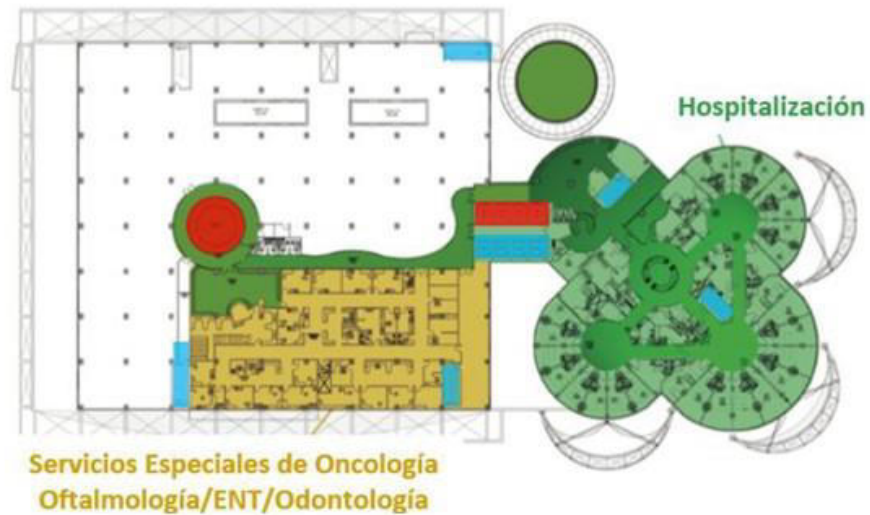 Hospitalización
Servicios Especiales de Oncología
Oftalmología/ENT/Odontología